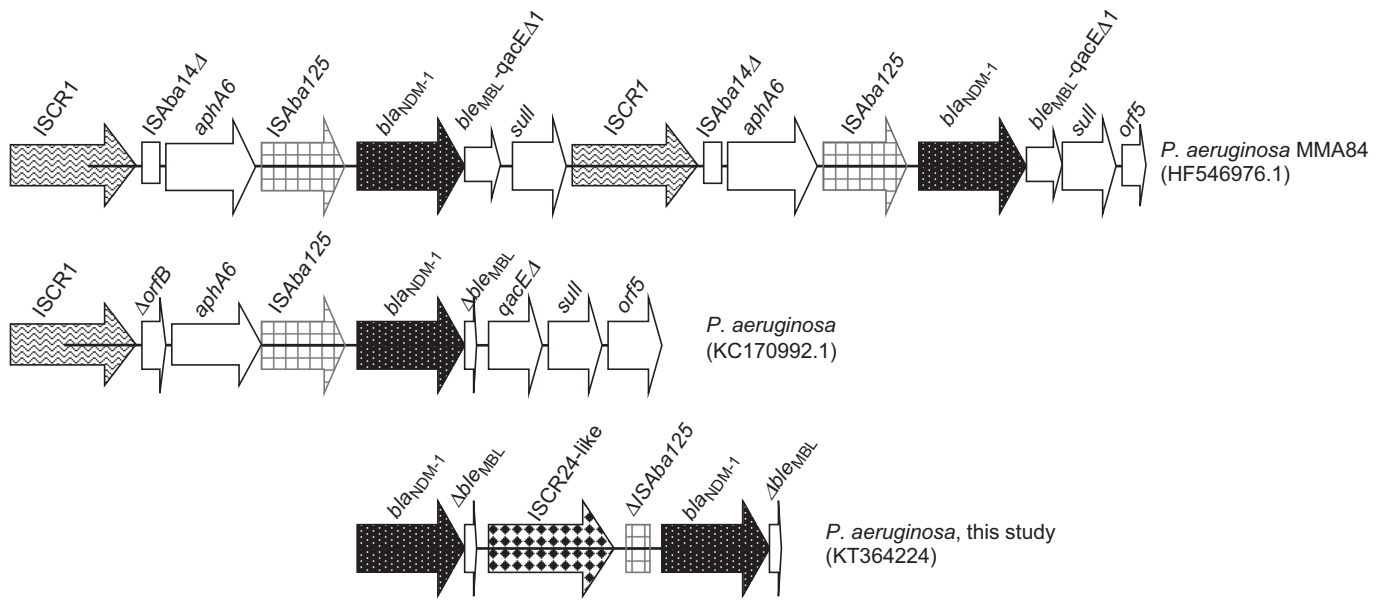 ISCR1 ISAba14Δ aphA6 ISAba125 blaNDM-1 bleMBL-qacEΔ1 sulI ISCR1 ISAba14Δ aphA6 ISAba125 blaNDM-1 bleMBL-qacEΔ1 sulI orf5
P. aeruginosa MMA84
(HF546976.1)
ISCR1 ΔorfB aphA6 ISAba125 blaNDM-1 ΔbleMBL qacEΔ sulI orf5
P. aeruginosa
(KC170992.1)
blaNDM-1 ΔbleMBL ISCR24-like ΔISAba125 blaNDM-1 ΔbleMBL
P. aeruginosa, this study
(KT364224)